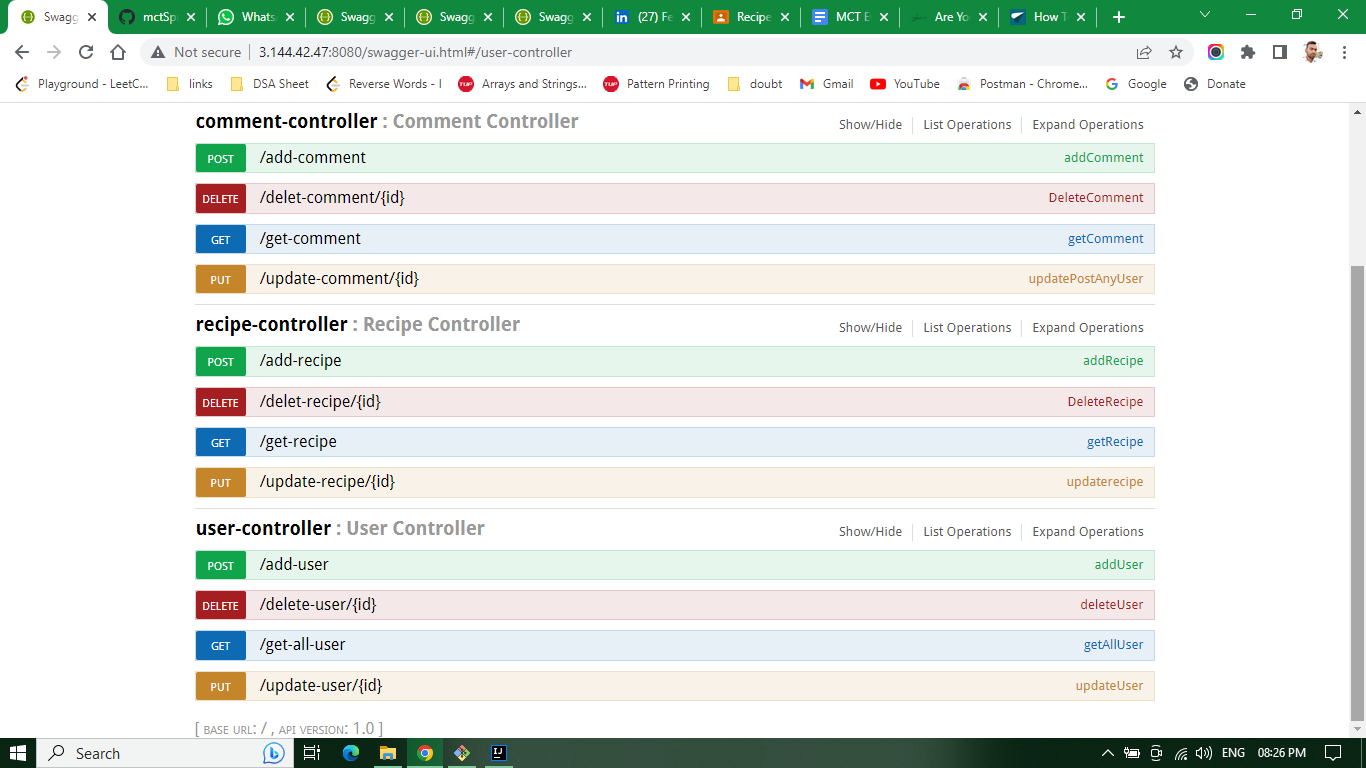 Swagg
mctSp
Whats
Swagg
Swagg
Swagg
(27) Fe
Recipe
MCT E
Are Yo
How T
Not secure
3.144.42.47:8080/swagger-ui.html#/user-controller
Playground - LeetC...
links
DSA Sheet
Reverse Words - l
Arrays and Strings...
Pattern Printing
doubt
Gmail
YouTube
Postman - Chrome...
Google
Donate
comment-controller : Comment Controller
Show/Hide
List Operations
Expand Operations
POST /add-comment addComment
DELETE /delet-comment/{id} DeleteComment
GET /get-comment getComment
PUT /update-comment/{id} updatePostAnyUser
recipe-controller : Recipe Controller
Show/Hide
List Operations
Expand Operations
POST /add-recipe addRecipe
DELETE /delet-recipe/{id} DeleteRecipe
GET /get-recipe getRecipe
PUT /update-recipe/{id} updaterecipe
user-controller : User Controller
Show/Hide
List Operations
Expand Operations
POST /add-user addUser
DELETE /delete-user/{id} deleteUser
GET /get-all-user getAllUser
PUT /update-user/{id} updateUser
[ BASE URL: / , API VERSION: 1.0 ]
Search
ENG
08:26 PM